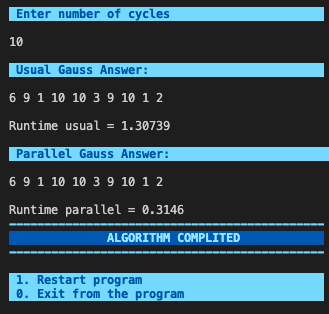 Enter number of cycles
10
Usual Gauss Answer:
6 9 1 10 10 3 9 10 1 2
Runtime usual = 1.30739
Parallel Gauss Answer:
6 9 1 10 10 3 9 10 1 2
Runtime parallel = 0.3146
ALGORITHM COMPLITED
1. Restart program
0. Exit from the program